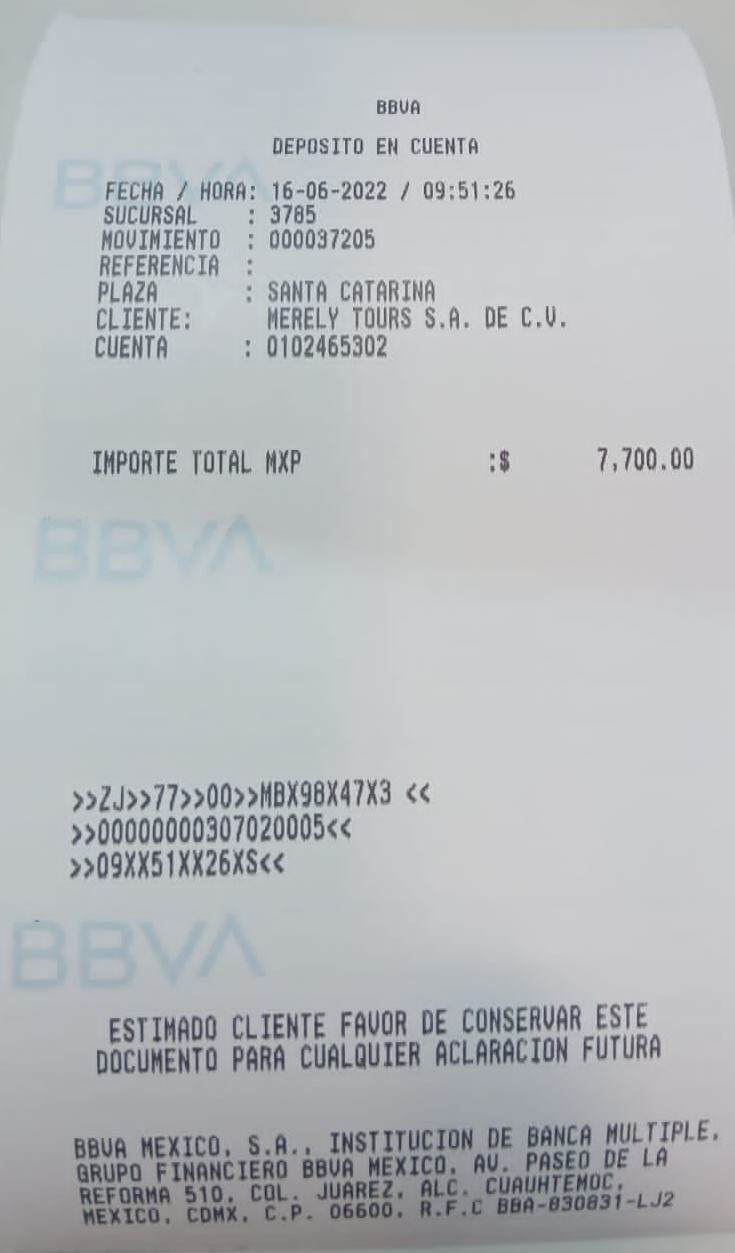 BBVA
DEPOSITO EN CUENTA
FECHA / HORA: 16-06-2022 / 09:51:26
SUCURSAL : 3785
MOVIMIENTO : 000037205
REFERENCIA :
PLAZA : SANTA CATARINA
CLIENTE: MERELY TOURS S.A. DE C.V.
CUENTA : 0102465302
IMPORTE TOTAL MXP :$ 7,700.00
BBVA
>>ZJ>>77>>00>>MBX98X47X3 <<
>>00000000307020005<<
>>09XX51XX26XS<<
BBVA
ESTIMADO CLIENTE FAVOR DE CONSERVAR ESTE
DOCUMENTO PARA CUALQUIER ACLARACION FUTURA
BBVA MEXICO, S.A., INSTITUCION DE BANCA MULTIPLE,
GRUPO FINANCIERO BBVA MEXICO. AV. PASEO DE LA
REFORMA 510, COL. JUAREZ, ALC. CUAUHTEMOC,
MEXICO, CDMX, C.P. 06600, R.F.C BBA-830831-LJ2